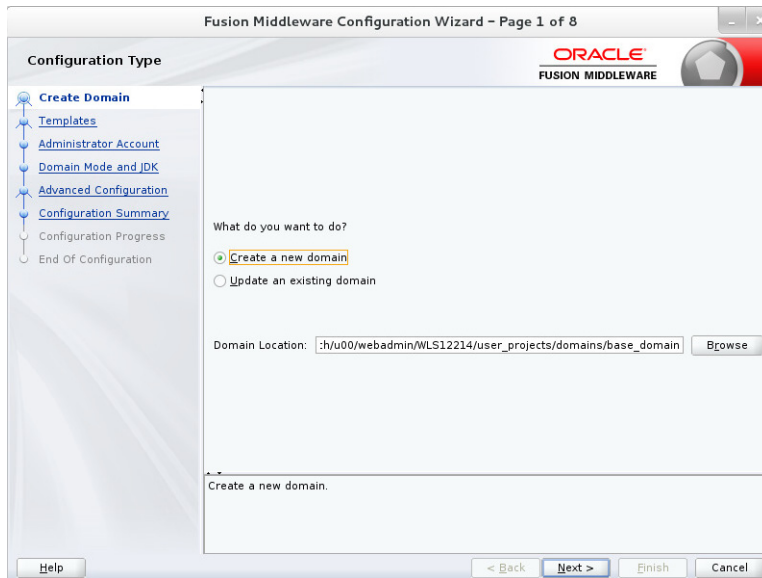 Fusion Middleware Configuration Wizard – Page 1 of 8
Configuration Type
ORACLE
FUSION MIDDLEWARE
Create Domain
Templates
Administrator Account
Domain Mode and JDK
Advanced Configuration
Configuration Summary
Configuration Progress
End Of Configuration
What do you want to do?
Create a new domain
Update an existing domain
Domain Location: :h/u00/webadmin/WLS12214/user_projects/domains/base_domain Browse
Create a new domain.
Help < Back Next > Finish Cancel